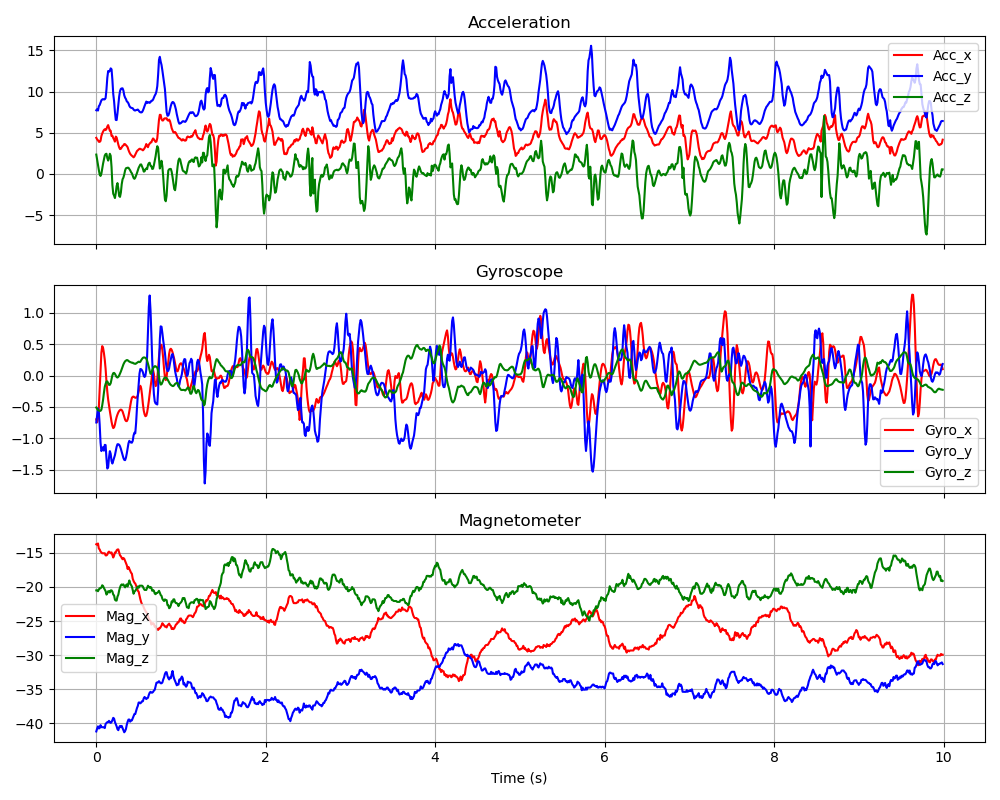 Acceleration
15
10
5
0
−5
Acc_x
Acc_y
Acc_z
Gyroscope
1.0
0.5
0.0
−0.5
−1.0
−1.5
Gyro_x
Gyro_y
Gyro_z
Magnetometer
−15
−20
−25
−30
−35
−40
Mag_x
Mag_y
Mag_z
0 2 4 6 8 10
Time (s)